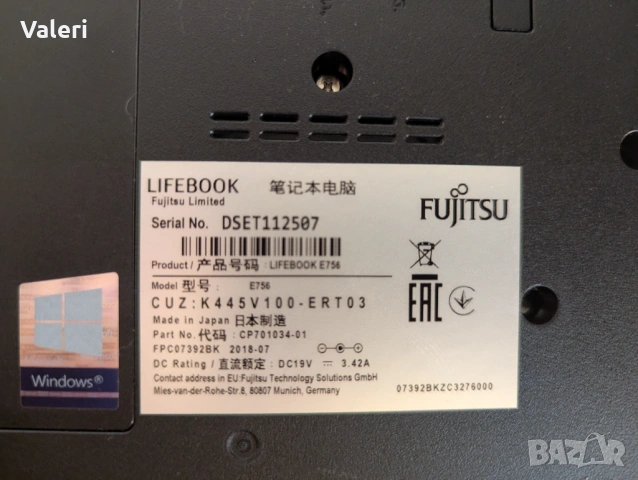 Valeri
LIFEBOOK 笔记本电脑
Fujitsu Limited
FUJITSU
Serial No. DSET112507
Product / 产品号码 : LIFEBOOK E756
Model 型 号 : E756
CUZ:K445V100-ERT03
Made in Japan 日本制造
Part No. 代码 : CP701034-01
FPC07392BK 2018-07
DC Rating / 直流额定 : DC19V ⎓ 3.42A
Contact address in EU:Fujitsu Technology Solutions GmbH
Mies-van-der-Rohe-Str.8, 80807 Munich, Germany
EAC
07392BKZC3276000
Windows®
BAZAR